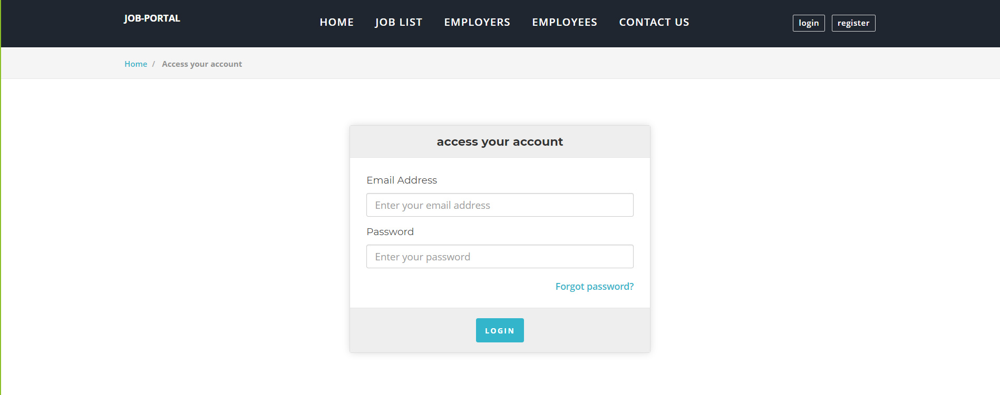 JOB-PORTAL HOME JOB LIST EMPLOYERS EMPLOYEES CONTACT US login register
Home / Access your account
access your account
Email Address
Enter your email address
Password
Enter your password
Forgot password?
LOGIN